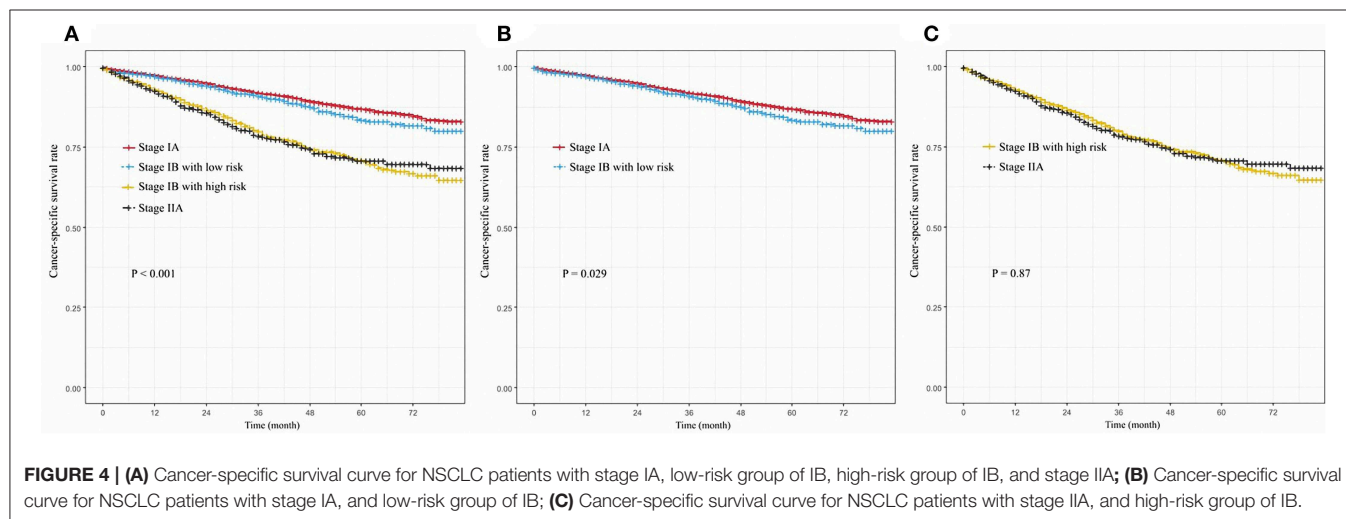 A
1.00
0.75
0.50
0.25
0.00
Cancer-specific survival rate
Stage IA
Stage IB with low risk
Stage IB with high risk
Stage IIA
P < 0.001
0 12 24 36 48 60 72
Time (month)
B
1.00
0.75
0.50
0.25
0.00
Cancer-specific survival rate
Stage IA
Stage IB with low risk
P = 0.029
0 12 24 36 48 60 72
Time (month)
C
1.00
0.75
0.50
0.25
0.00
Cancer-specific survival rate
Stage IB with high risk
Stage IIA
P = 0.87
0 12 24 36 48 60 72
Time (month)
FIGURE 4 | (A) Cancer-specific survival curve for NSCLC patients with stage IA, low-risk group of IB, high-risk group of IB, and stage IIA; (B) Cancer-specific survival
curve for NSCLC patients with stage IA, and low-risk group of IB; (C) Cancer-specific survival curve for NSCLC patients with stage IIA, and high-risk group of IB.